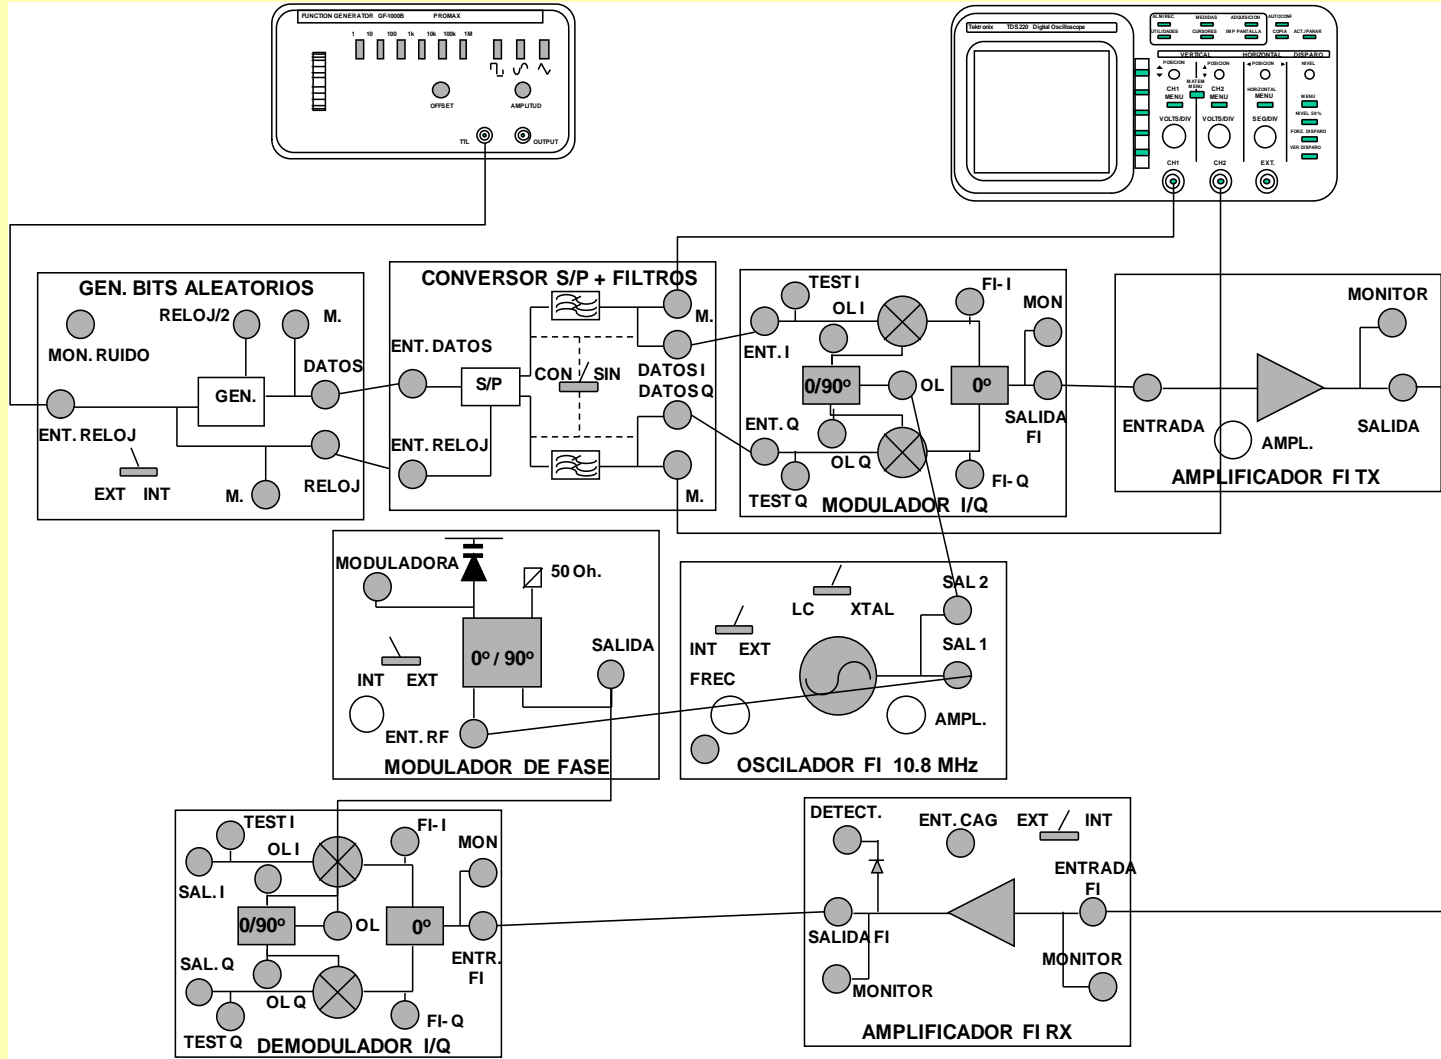 FUNCTION GENERATOR GF-1000B PROMAX
1 10 100 1k 10k 100k 1M
OFFSET AMPLITUD
TTL OUTPUT
Tektronix TDS 220 Digital Oscilloscope
ALM/REC MEDIDAS ADQUISICION AUTOCONF
UTILIDADES CURSORES IMP PANTALLA COPIA ACT./PARAR
VERTICAL HORIZONTAL DISPARO
POSICION POSICION POSICION NIVEL
MATEM
MENU
CH1
MENU
CH2
MENU
HORIZONTAL
MENU
MENU
NIVEL 50%
FORZ. DISPARO
VER DISPARO
VOLTS/DIV VOLTS/DIV SEG/DIV
CH1 CH2 EXT.
GEN. BITS ALEATORIOS
RELOJ/2 M.
MON. RUIDO
DATOS
GEN.
ENT. RELOJ
EXT INT
M.
RELOJ
CONVERSOR S/P + FILTROS
M.
ENT. DATOS
S/P
CON SIN
DATOS I
DATOS Q
ENT. RELOJ
M.
TEST I
FI- I
MON
OL I
ENT. I
0/90º
OL
0º
SALIDA
FI
ENT. Q
OL Q
FI- Q
TEST Q
MODULADOR I/Q
MONITOR
ENTRADA
AMPL.
SALIDA
AMPLIFICADOR FI TX
MODULADORA
50 Oh.
0º / 90º
SALIDA
INT EXT
ENT. RF
MODULADOR DE FASE
LC XTAL
SAL 2
INT EXT
SAL 1
FREC
AMPL.
OSCILADOR FI 10.8 MHz
TEST I
FI- I
MON
OL I
SAL. I
0/90º
OL
0º
ENTR.
FI
SAL. Q
OL Q
FI- Q
TEST Q
DEMODULADOR I/Q
DETECT.
ENT. CAG
EXT INT
ENTRADA
FI
SALIDA FI
MONITOR
MONITOR
AMPLIFICADOR FI RX